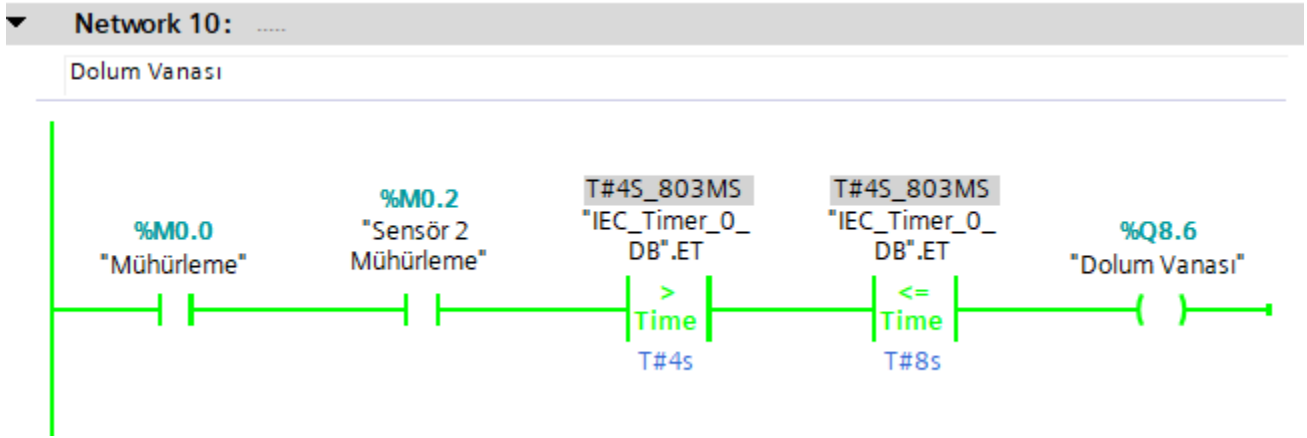 Network 10: .....
Dolum Vanası
%M0.0
"Mühürleme"
%M0.2
"Sensör 2
Mühürleme"
T#4S_803MS
"IEC_Timer_0_
DB".ET
>
Time
T#4s
T#4S_803MS
"IEC_Timer_0_
DB".ET
<=
Time
T#8s
%Q8.6
"Dolum Vanası"